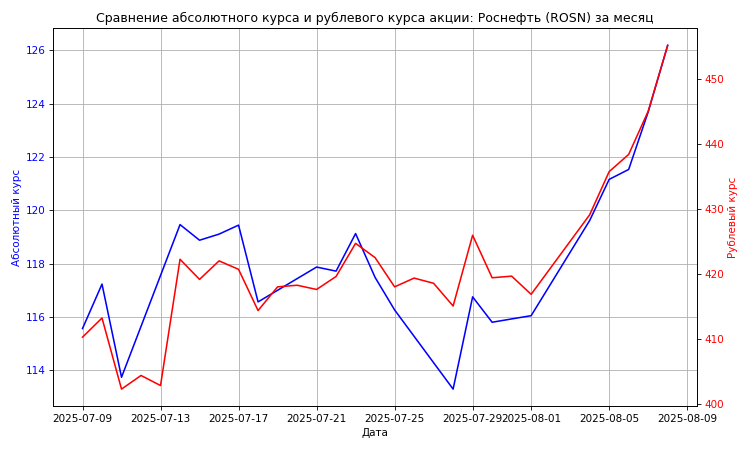 Сравнение абсолютного курса и рублевого курса акции: Роснефть (ROSN) за месяц
126
124
122
120
118
116
114
Абсолютный курс
450
440
430
420
410
400
Рублевый курс
2025-07-09 2025-07-13 2025-07-17 2025-07-21 2025-07-25 2025-07-29 2025-08-01 2025-08-05 2025-08-09
Дата